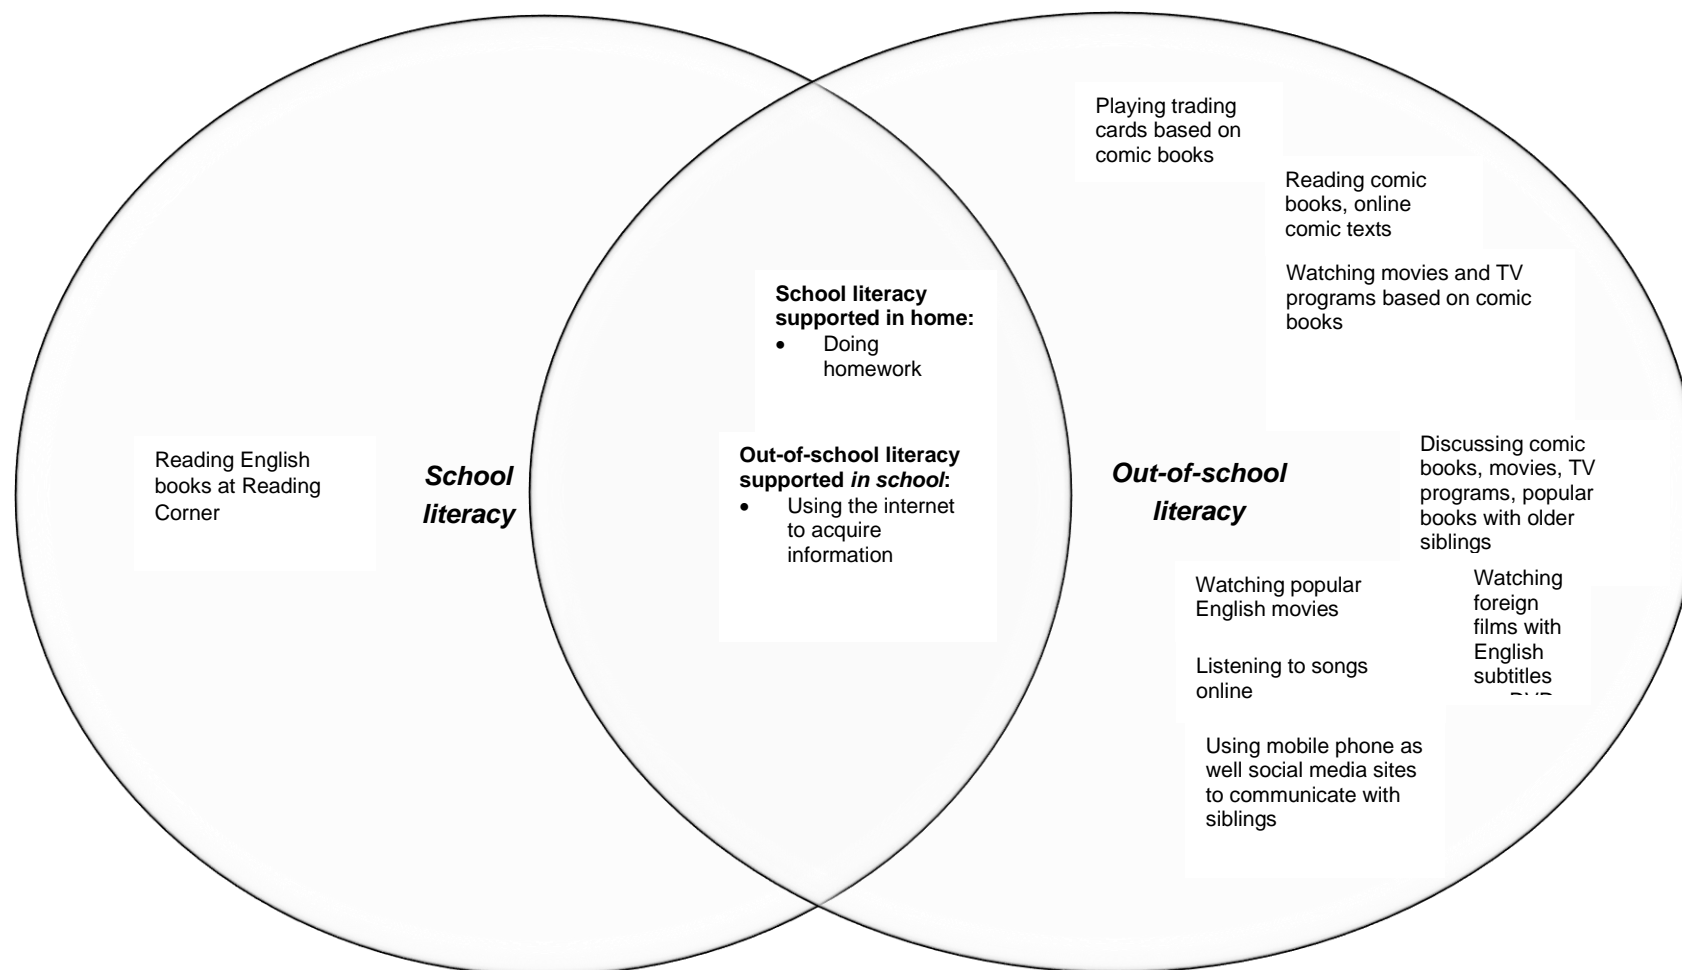 Reading English
books at Reading
Corner
School
literacy
School literacy
supported in home:
• Doing
homework
Out-of-school literacy
supported in school:
• Using the internet
to acquire
information
Out-of-school
literacy
Playing trading
cards based on
comic books
Reading comic
books, online
comic texts
Watching movies and TV
programs based on comic
books
Discussing comic
books, movies, TV
programs, popular
books with older
siblings
Watching popular
English movies
Watching
foreign
films with
English
subtitles
Listening to songs
online
Using mobile phone as
well social media sites
to communicate with
siblings